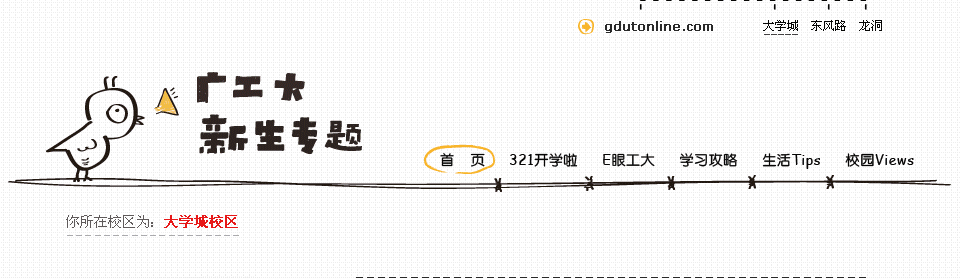 gdutonline.com 大学城 东风路 龙洞
广工大
新生专题
首 页 321开学啦 E眼工大 学习攻略 生活Tips 校园Views
你所在校区为：大学城校区